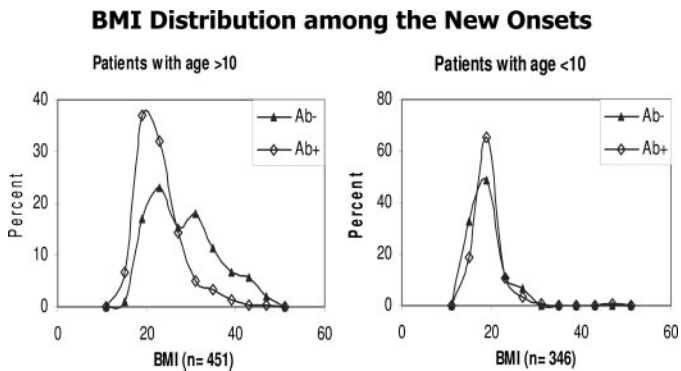 BMI Distribution among the New Onsets
Patients with age >10
40
30
20
10
0
Percent
0
20
40
60
BMI (n= 451)
Ab-
Ab+
Patients with age <10
80
60
40
20
0
Percent
0
20
40
60
BMI (n= 346)
Ab-
Ab+